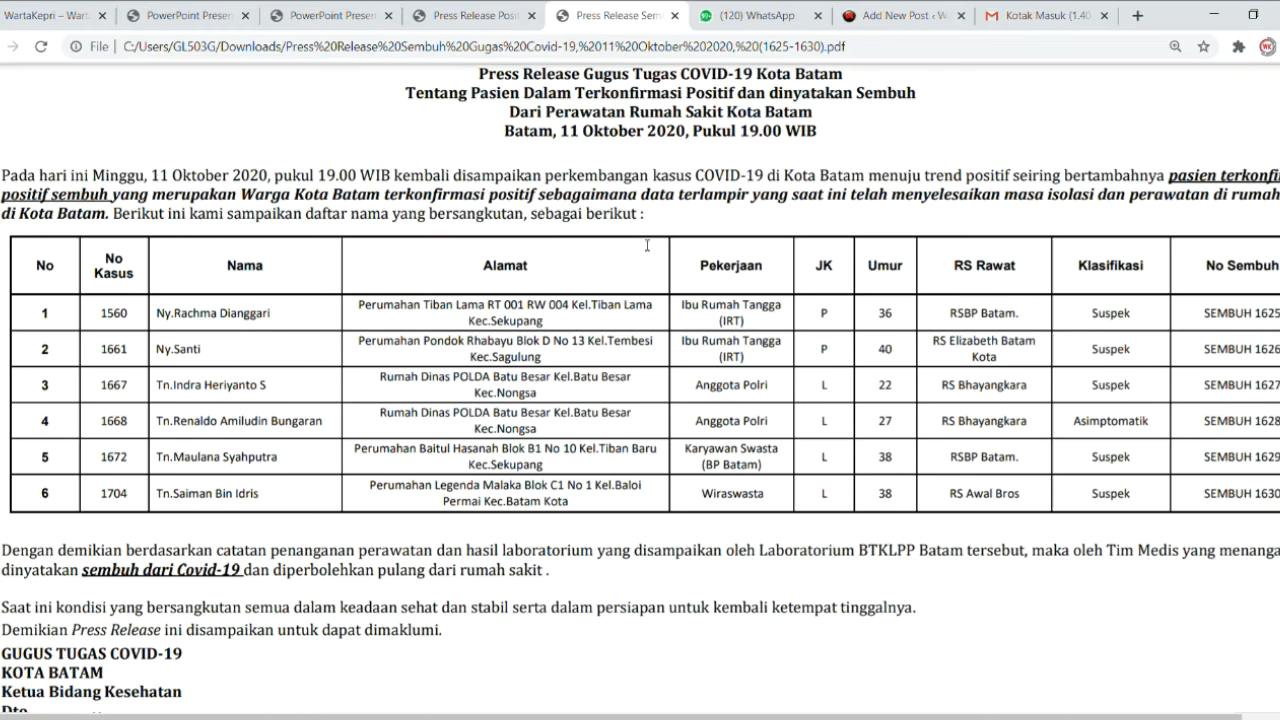 WartaKepri – Wart
PowerPoint Presen
PowerPoint Presen
Press Release Posit
Press Release Sem
(120) WhatsApp
Add New Post ‹ W
Kotak Masuk (1.40
File | C:/Users/GL503G/Downloads/Press%20Release%20Sembuh%20Gugas%20Covid-19,%2011%20Oktober%202020,%20(1625-1630).pdf
Press Release Gugus Tugas COVID-19 Kota Batam
Tentang Pasien Dalam Terkonfirmasi Positif dan dinyatakan Sembuh
Dari Perawatan Rumah Sakit Kota Batam
Batam, 11 Oktober 2020, Pukul 19.00 WIB
Pada hari ini Minggu, 11 Oktober 2020, pukul 19.00 WIB kembali disampaikan perkembangan kasus COVID-19 di Kota Batam menuju trend positif seiring bertambahnya pasien terkonfi
positif sembuh yang merupakan Warga Kota Batam terkonfirmasi positif sebagaimana data terlampir yang saat ini telah menyelesaikan masa isolasi dan perawatan di rumah
di Kota Batam. Berikut ini kami sampaikan daftar nama yang bersangkutan, sebagai berikut :
No No Kasus Nama Alamat Pekerjaan JK Umur RS Rawat Klasifikasi No Sembuh
1 1560 Ny.Rachma Dianggari Perumahan Tiban Lama RT 001 RW 004 Kel.Tiban Lama Kec.Sekupang Ibu Rumah Tangga (IRT) P 36 RSBP Batam. Suspek SEMBUH 1625
2 1661 Ny.Santi Perumahan Pondok Rhabayu Blok D No 13 Kel.Tembesi Kec.Sagulung Ibu Rumah Tangga (IRT) P 40 RS Elizabeth Batam Kota Suspek SEMBUH 1626
3 1667 Tn.Indra Heriyanto S Rumah Dinas POLDA Batu Besar Kel.Batu Besar Kec.Nongsa Anggota Polri L 22 RS Bhayangkara Suspek SEMBUH 1627
4 1668 Tn.Renaldo Amiludin Bungaran Rumah Dinas POLDA Batu Besar Kel.Batu Besar Kec.Nongsa Anggota Polri L 27 RS Bhayangkara Asimptomatik SEMBUH 1628
5 1672 Tn.Maulana Syahputra Perumahan Baitul Hasanah Blok B1 No 10 Kel.Tiban Baru Kec.Sekupang Karyawan Swasta (BP Batam) L 38 RSBP Batam. Suspek SEMBUH 1629
6 1704 Tn.Saiman Bin Idris Perumahan Legenda Malaka Blok C1 No 1 Kel.Baloi Permai Kec.Batam Kota Wiraswasta L 38 RS Awal Bros Suspek SEMBUH 1630
Dengan demikian berdasarkan catatan penanganan perawatan dan hasil laboratorium yang disampaikan oleh Laboratorium BTKLPP Batam tersebut, maka oleh Tim Medis yang menanga
dinyatakan sembuh dari Covid-19 dan diperbolehkan pulang dari rumah sakit .
Saat ini kondisi yang bersangkutan semua dalam keadaan sehat dan stabil serta dalam persiapan untuk kembali ketempat tinggalnya.
Demikian Press Release ini disampaikan untuk dapat dimaklumi.
GUGUS TUGAS COVID-19
KOTA BATAM
Ketua Bidang Kesehatan